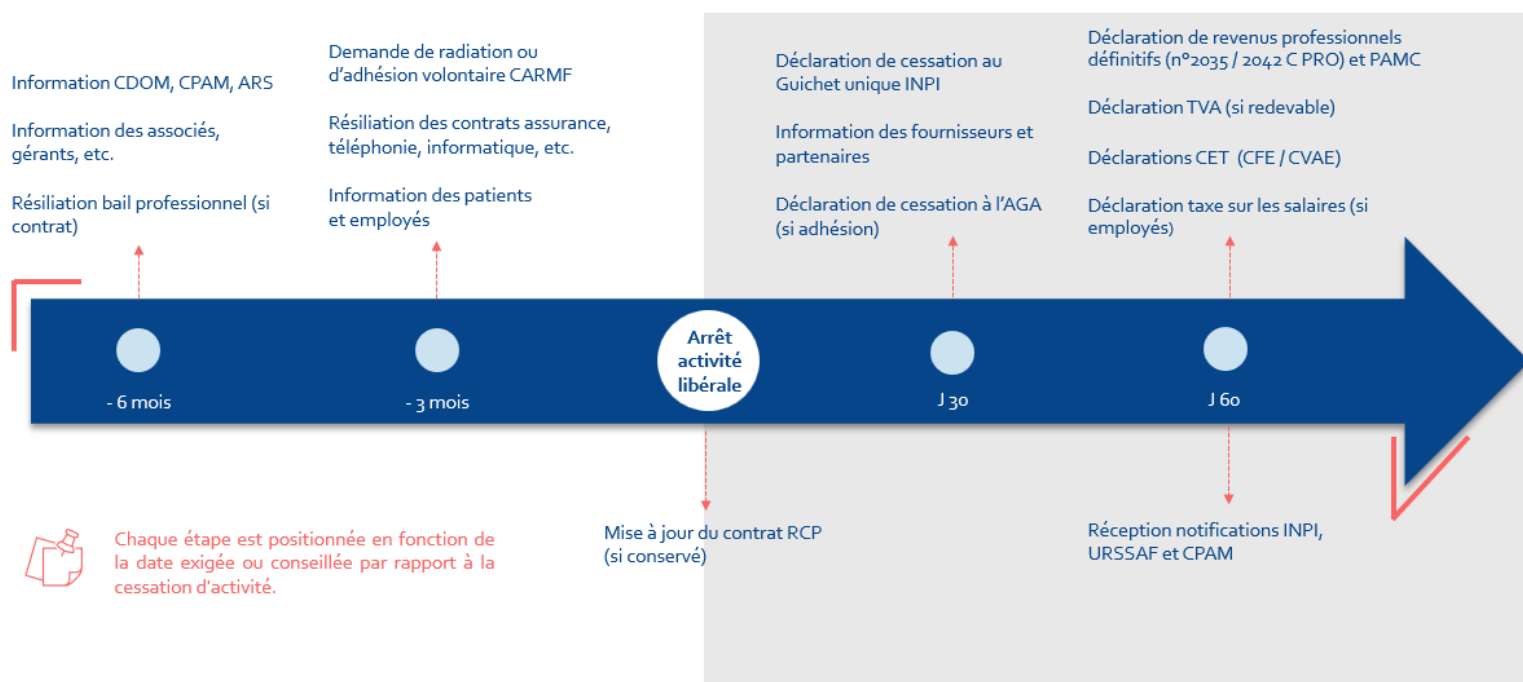 Information CDOM, CPAM, ARS
Information des associés,
gérants, etc.
Résiliation bail professionnel (si
contrat)
Demande de radiation ou
d'adhésion volontaire CARMF
Résiliation des contrats assurance,
téléphonie, informatique, etc.
Information des patients
et employés
Déclaration de cessation au
Guichet unique INPI
Information des fournisseurs et
partenaires
Déclaration de cessation à l'AGA
(si adhésion)
Déclaration de revenus professionnels
définitifs (n°2035 / 2042 C PRO) et PAMC
Déclaration TVA (si redevable)
Déclarations CET (CFE / CVAE)
Déclaration taxe sur les salaires (si
employés)
- 6 mois
- 3 mois
Arrêt
activité
libérale
J 30
J 60
Chaque étape est positionnée en fonction de
la date exigée ou conseillée par rapport à la
cessation d'activité.
Mise à jour du contrat RCP
(si conservé)
Réception notifications INPI,
URSSAF et CPAM